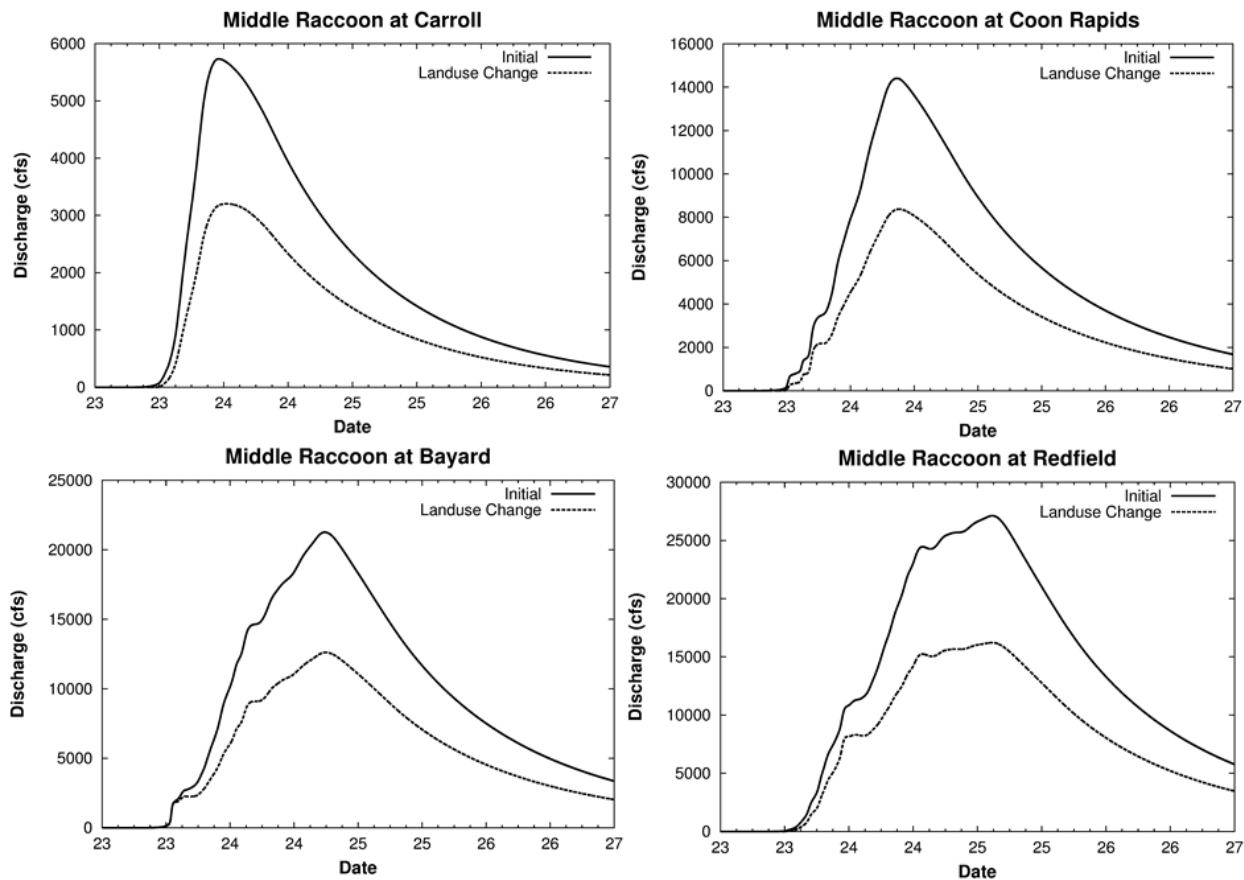 Middle Raccoon at Carroll
6000
5000
4000
3000
2000
1000
0
Discharge (cfs)
Initial
Landuse Change
23 23 24 24 25 25 26 26 27
Date
Middle Raccoon at Coon Rapids
16000
14000
12000
10000
8000
6000
4000
2000
0
Discharge (cfs)
Initial
Landuse Change
23 23 24 24 25 25 26 26 27
Date
Middle Raccoon at Bayard
25000
20000
15000
10000
5000
0
Discharge (cfs)
Initial
Landuse Change
23 23 24 24 25 25 26 26 27
Date
Middle Raccoon at Redfield
30000
25000
20000
15000
10000
5000
0
Discharge (cfs)
Initial
Landuse Change
23 23 24 24 25 25 26 26 27
Date